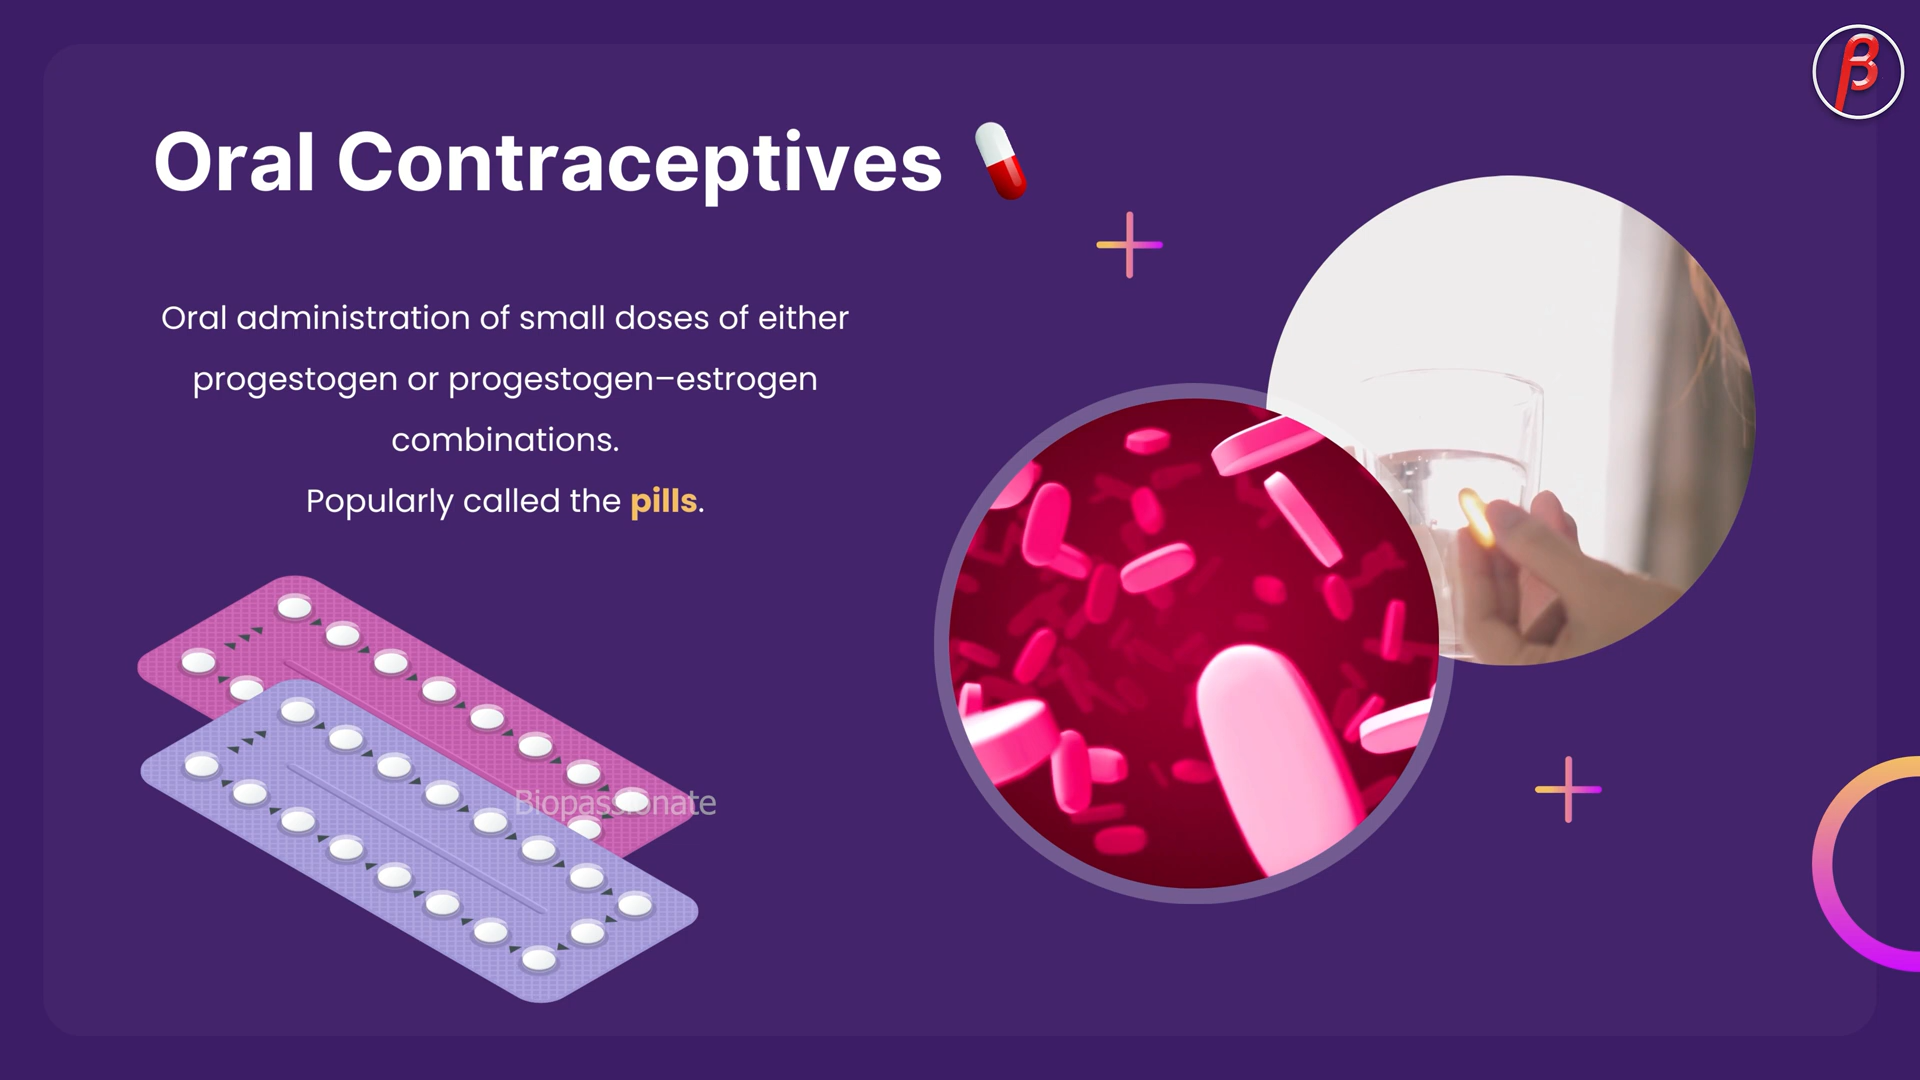 β
Oral Contraceptives
Oral administration of small doses of either
progestogen or progestogen–estrogen
combinations.
Popularly called the pills.
Biopassionate